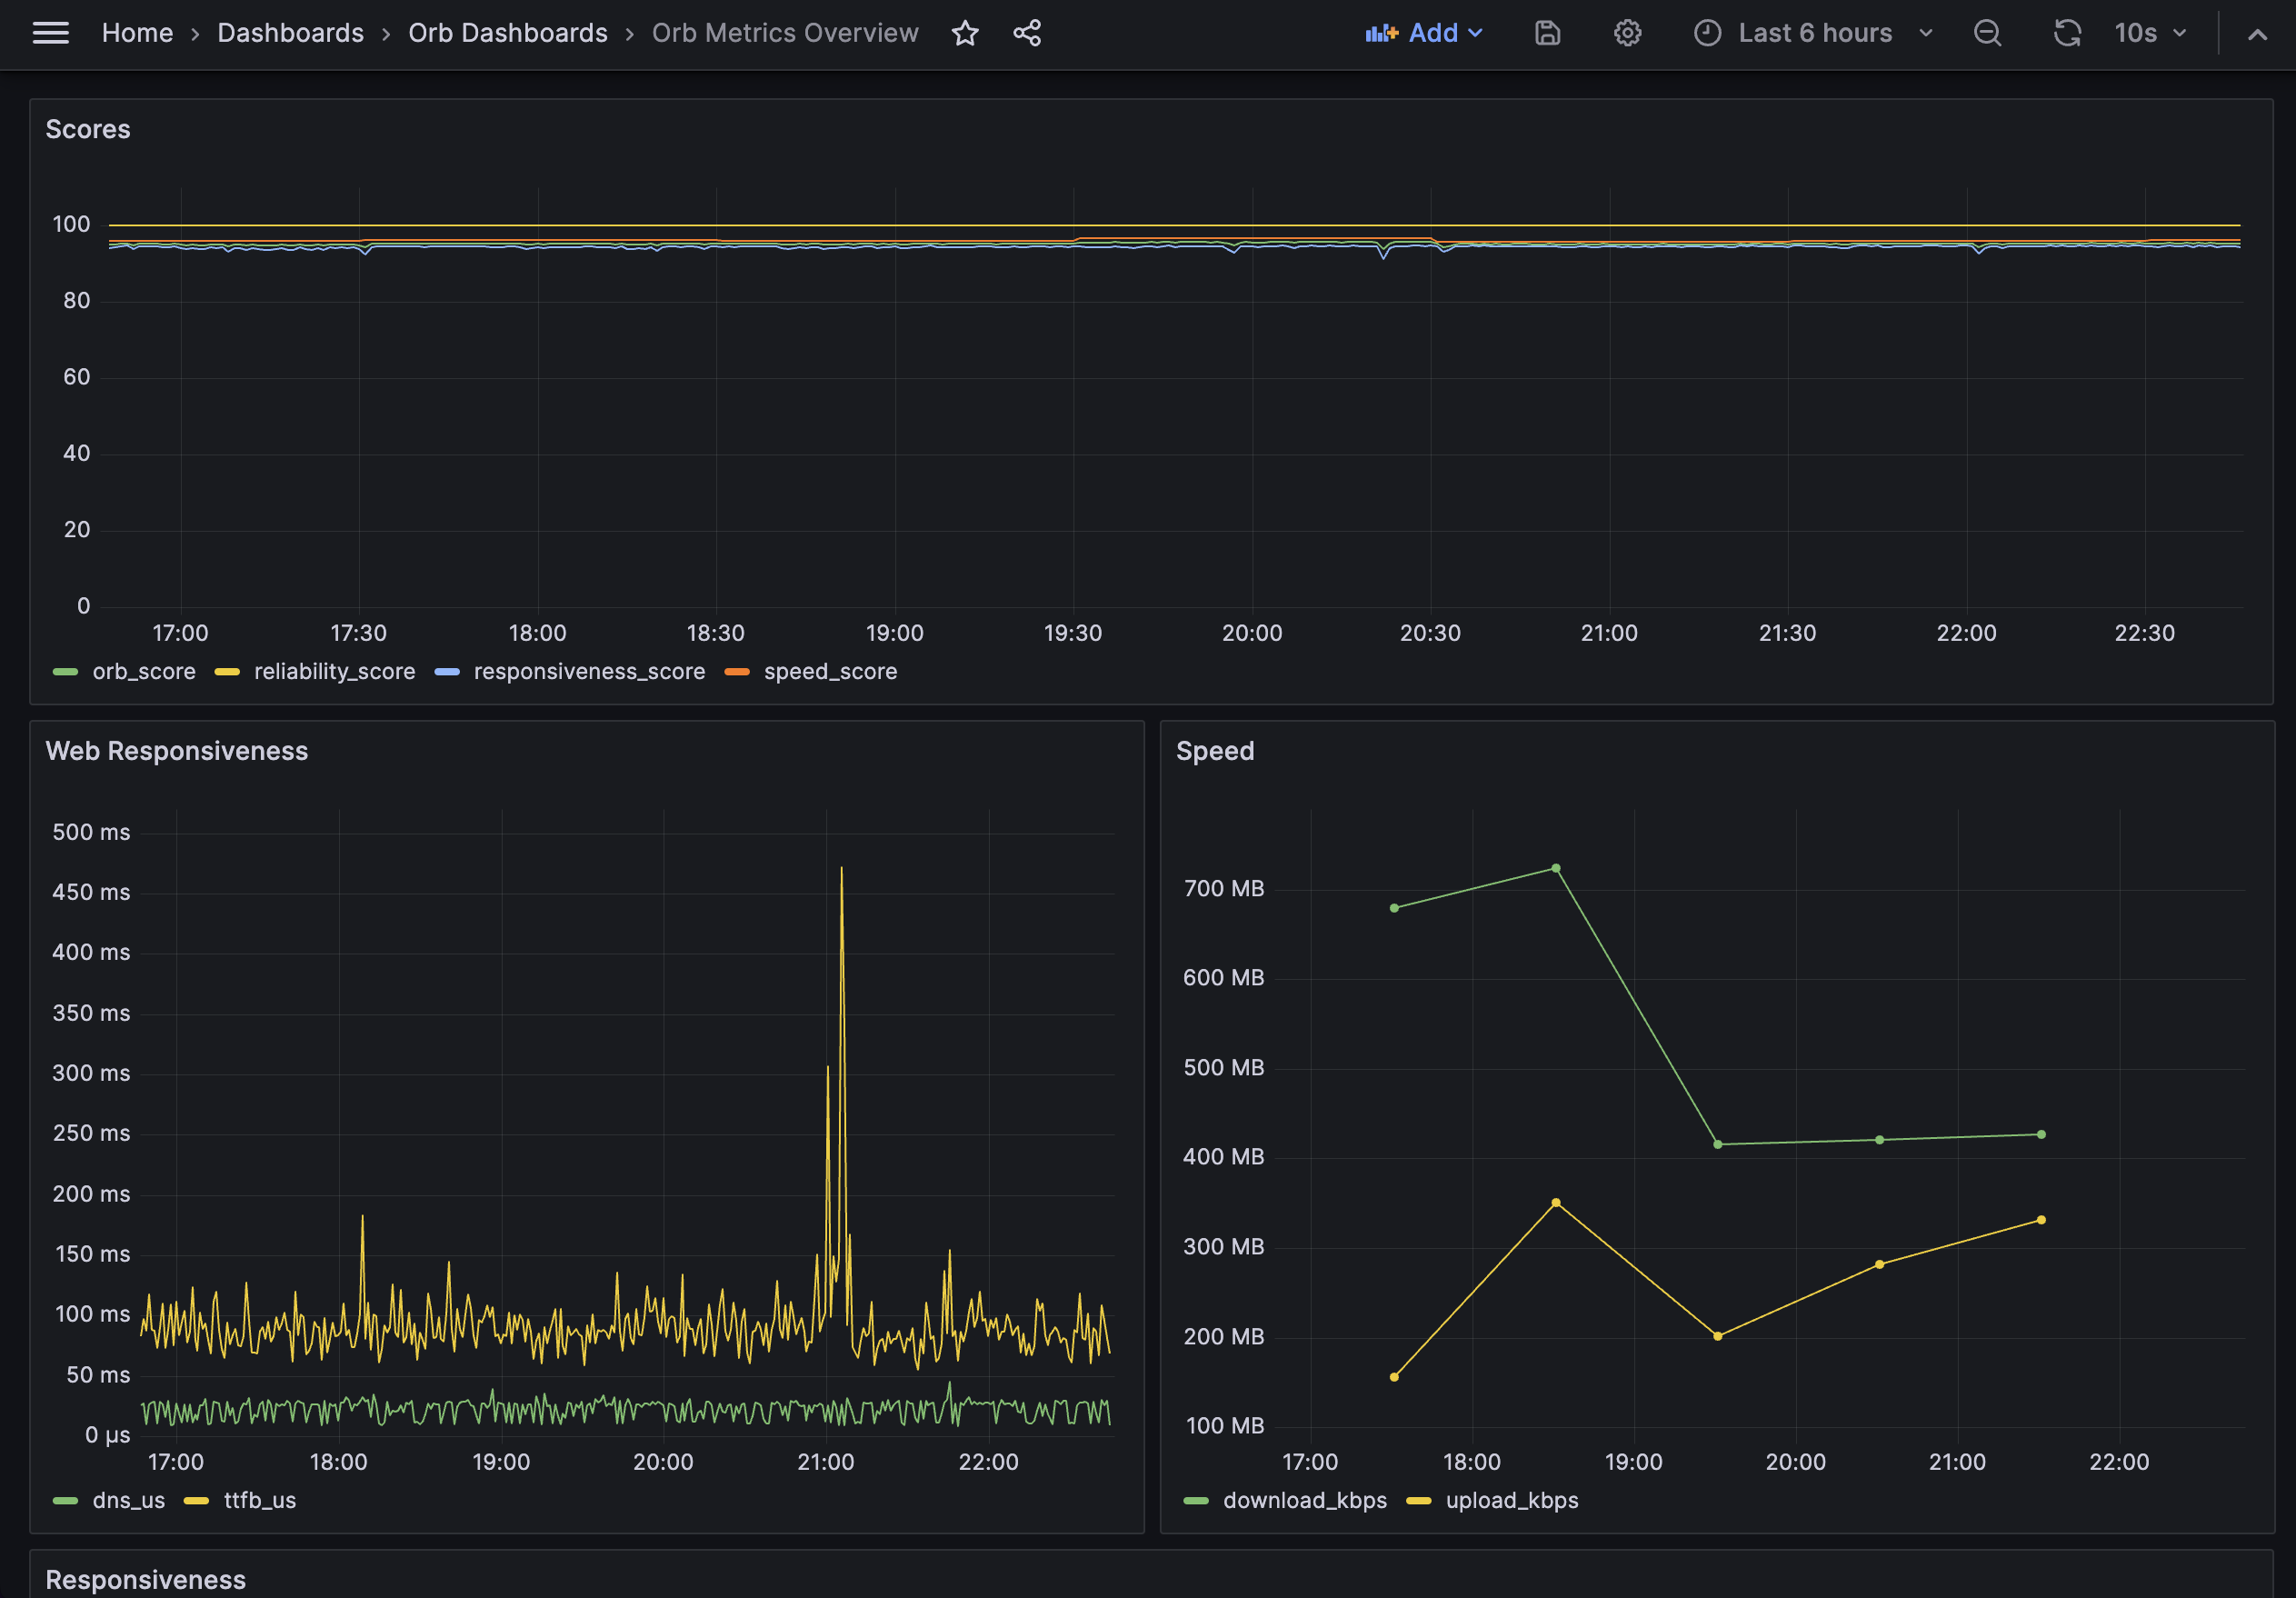 Home › Dashboards › Orb Dashboards › Orb Metrics Overview Add Last 6 hours 10s
Scores
100
80
60
40
20
0
17:00 17:30 18:00 18:30 19:00 19:30 20:00 20:30 21:00 21:30 22:00 22:30
orb_score reliability_score responsiveness_score speed_score
Web Responsiveness
500 ms
450 ms
400 ms
350 ms
300 ms
250 ms
200 ms
150 ms
100 ms
50 ms
0 µs
17:00 18:00 19:00 20:00 21:00 22:00
dns_us ttfb_us
Speed
700 MB
600 MB
500 MB
400 MB
300 MB
200 MB
100 MB
17:00 18:00 19:00 20:00 21:00 22:00
download_kbps upload_kbps
Responsiveness